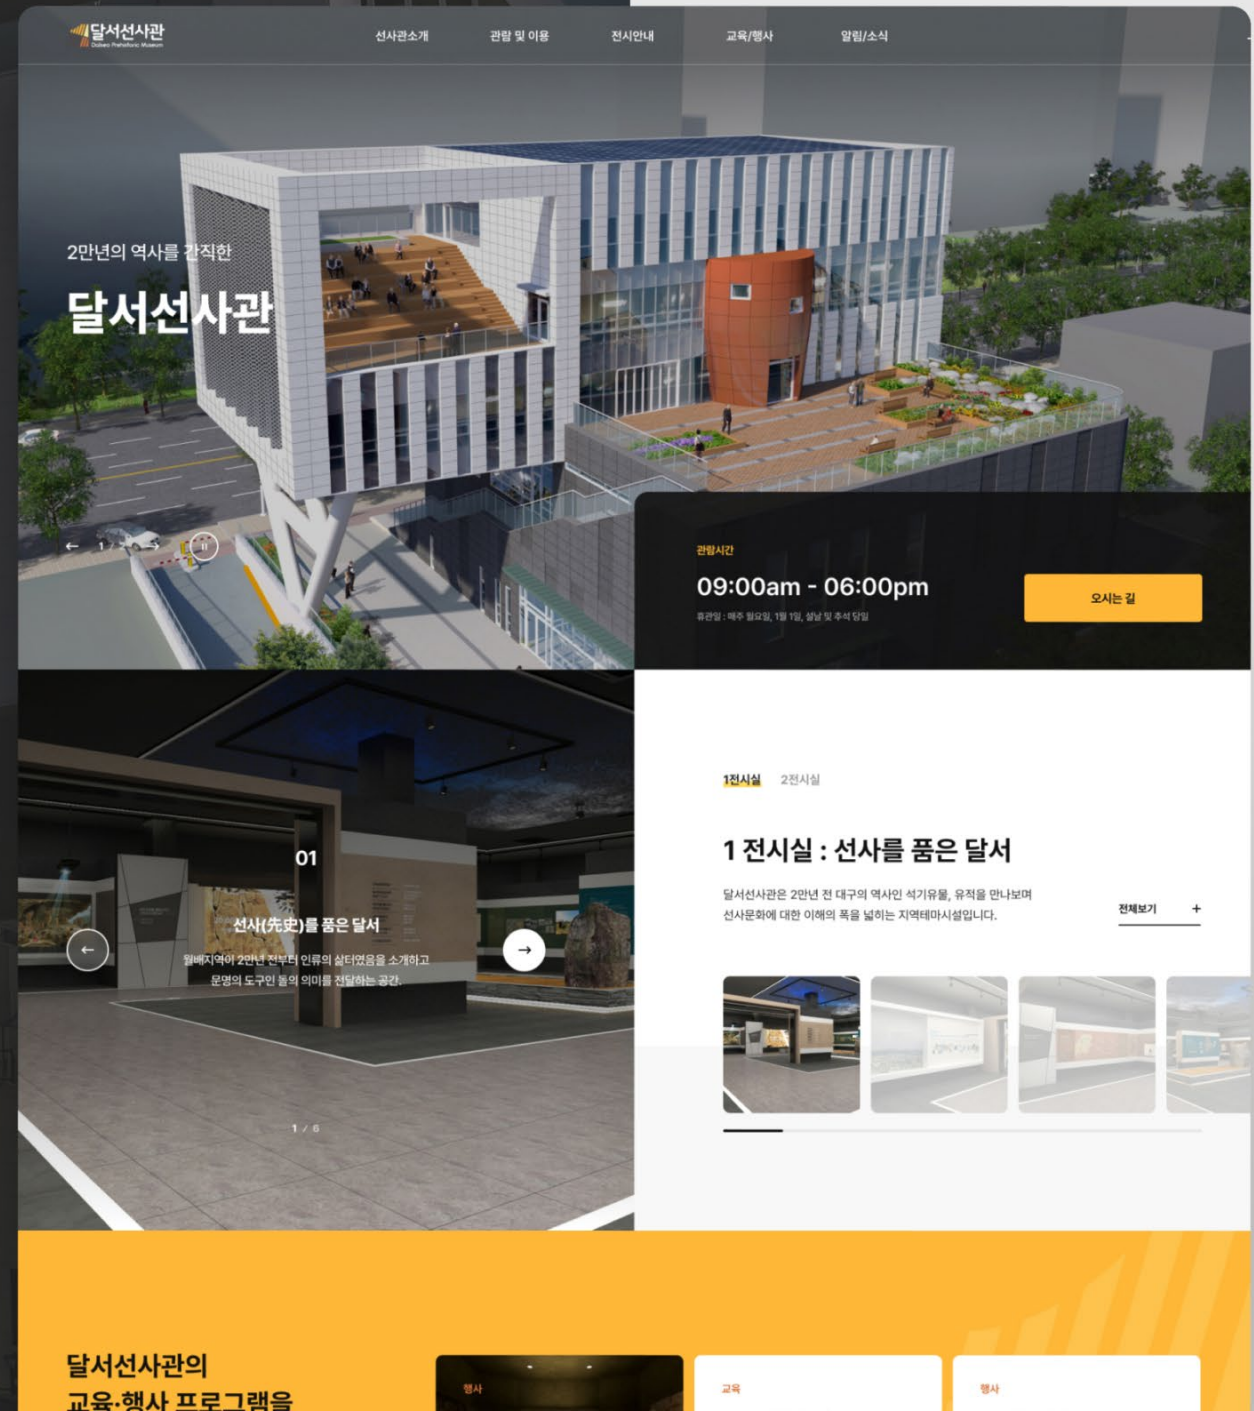 달서선사관
Dalseo Prehistoric Museum
선사관소개 관람 및 이용 전시안내 교육/행사 알림/소식
2만년의 역사를 간직한
달서선사관
1
관람시간
09:00am - 06:00pm
휴관일 : 매주 월요일, 1월 1일, 설날 및 추석 당일
오시는 길
01
선사(先史)를 품은 달서
월배지역이 2만년 전부터 인류의 삶터였음을 소개하고
문명의 도구인 돌의 의미를 전달하는 공간.
1 / 6
1전시실 2전시실
1 전시실 : 선사를 품은 달서
달서선사관은 2만년 전 대구의 역사인 석기유물, 유적을 만나보며
선사문화에 대한 이해의 폭을 넓히는 지역테마시설입니다.
전체보기 +
달서선사관의
교육·행사 프로그램을
행사
교육
행사